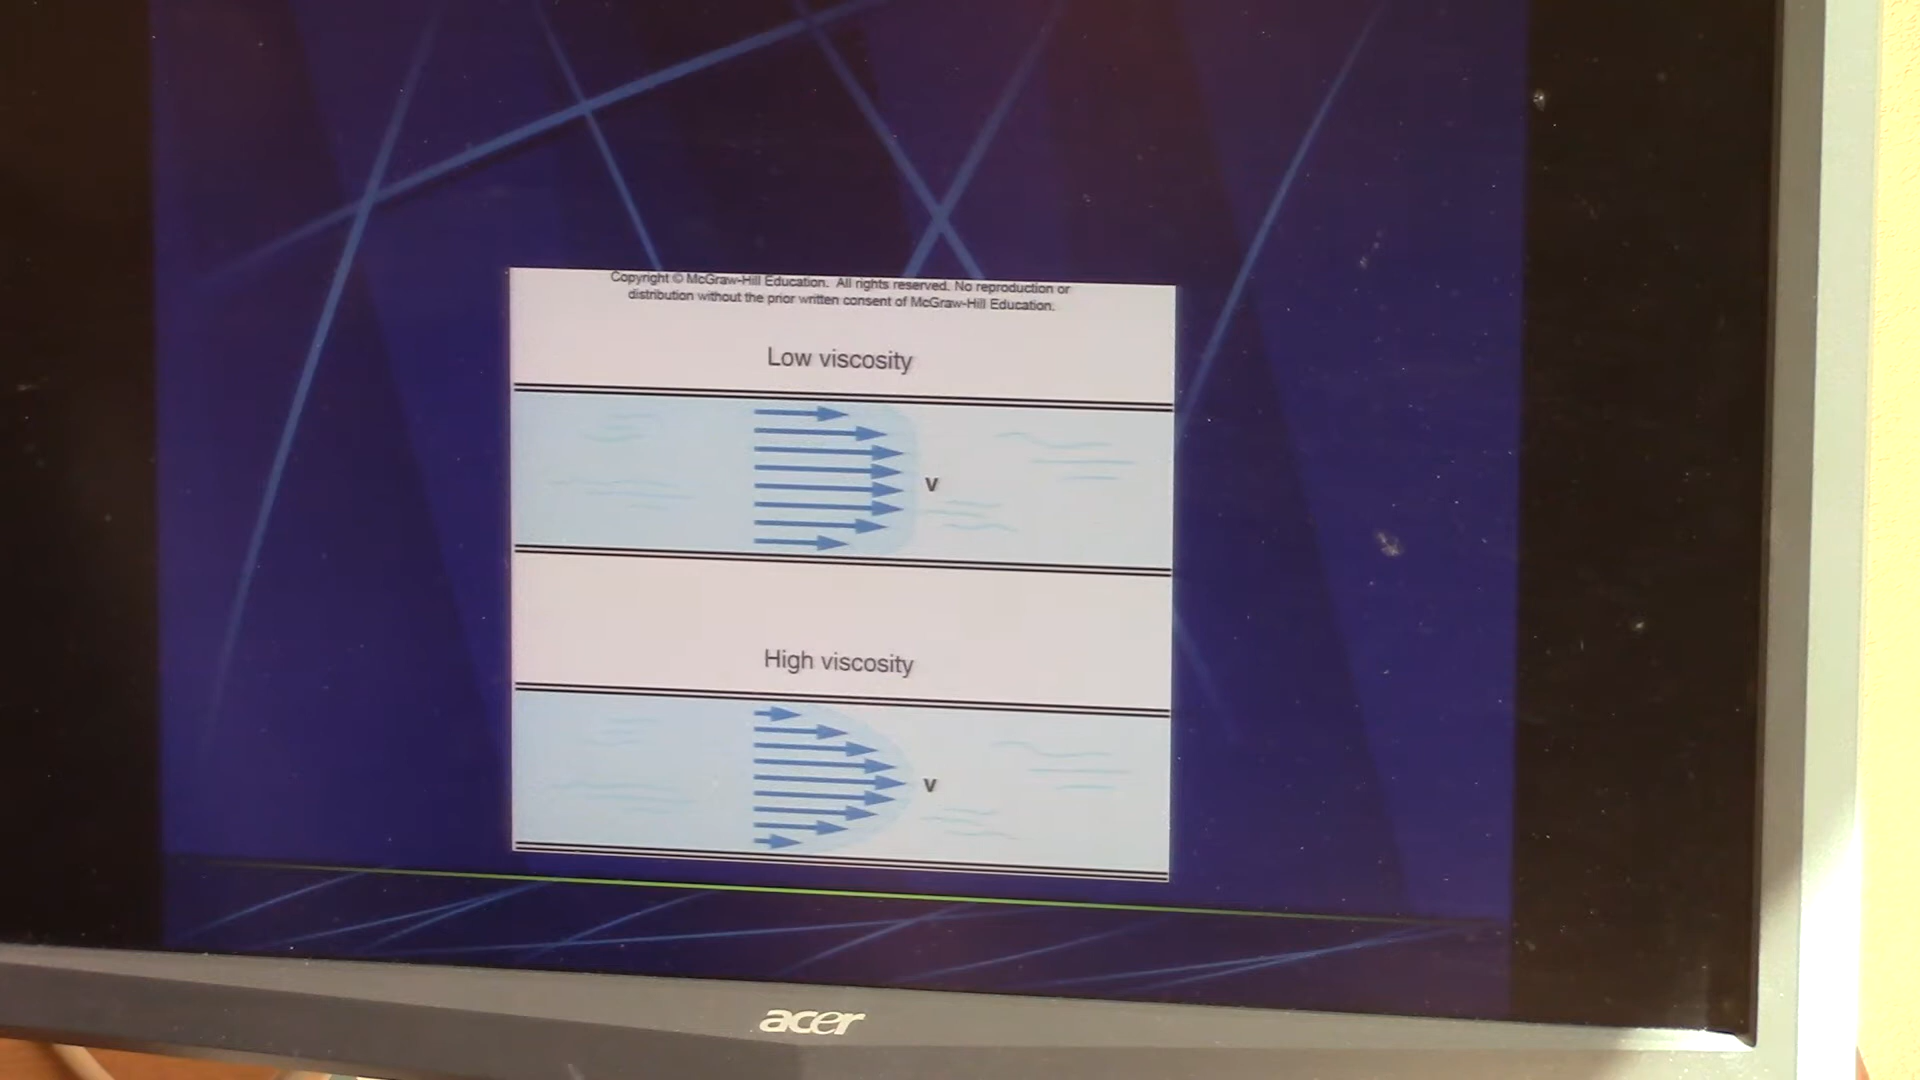 Copyright © McGraw-Hill Education. All rights reserved. No reproduction or
distribution without the prior written consent of McGraw-Hill Education.
Low viscosity
v
High viscosity
v
acer